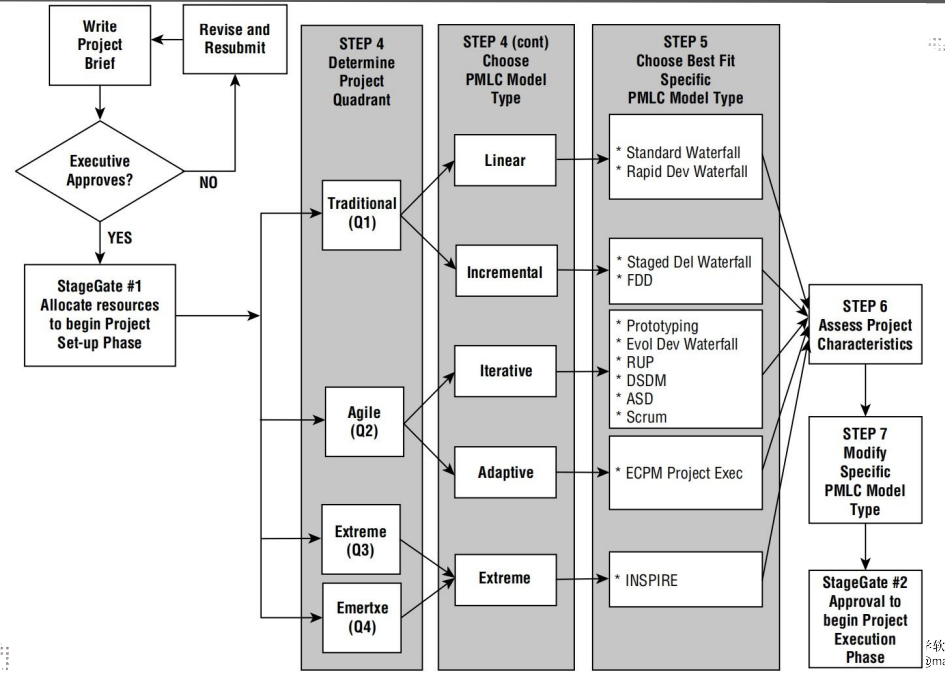 Write
Project
Brief
Revise and
Resubmit
Executive
Approves?
NO
YES
StageGate #1
Allocate resources
to begin Project
Set-up Phase
STEP 4
Determine
Project
Quadrant
Traditional
(Q1)
Agile
(Q2)
Extreme
(Q3)
Emertxe
(Q4)
STEP 4 (cont)
Choose
PMLC Model
Type
Linear
Incremental
Iterative
Adaptive
Extreme
STEP 5
Choose Best Fit
Specific
PMLC Model Type
* Standard Waterfall
* Rapid Dev Waterfall
* Staged Del Waterfall
* FDD
* Prototyping
* Evol Dev Waterfall
* RUP
* DSDM
* ASD
* Scrum
* ECPM Project Exec
* INSPIRE
STEP 6
Assess Project
Characteristics
STEP 7
Modify
Specific
PMLC Model
Type
StageGate #2
Approval to
begin Project
Execution
Phase